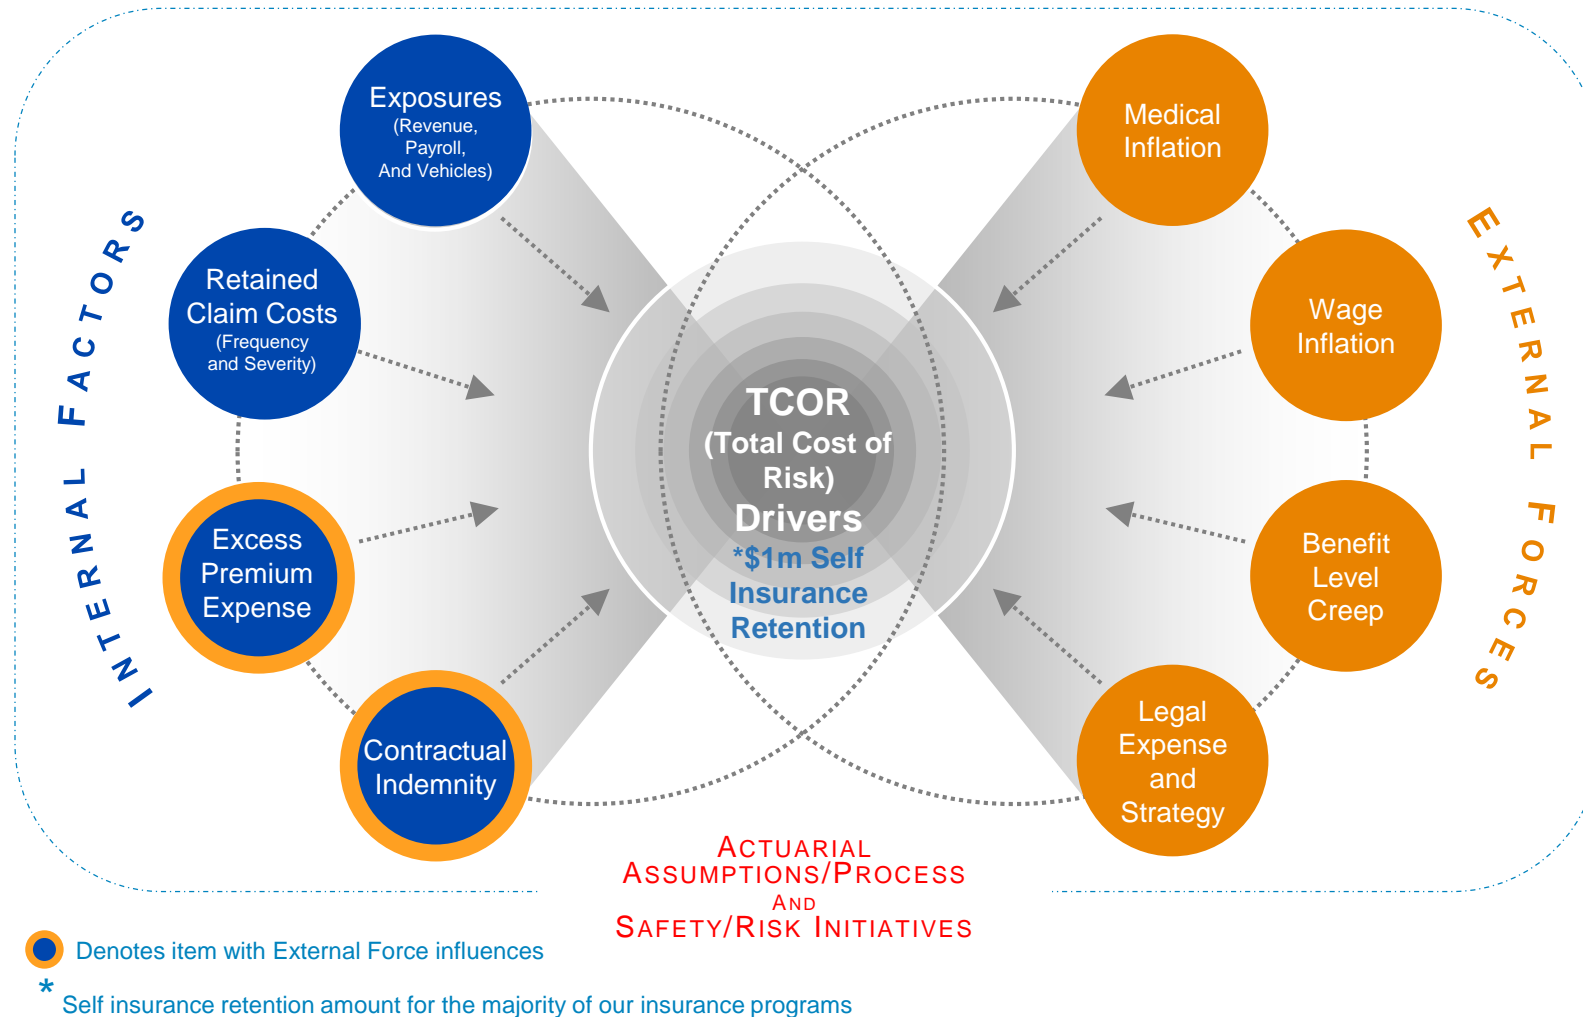 Exposures
(Revenue,
Payroll,
And Vehicles)
Retained
Claim Costs
(Frequency
and Severity)
Excess
Premium
Expense
Contractual
Indemnity
INTERNAL FACTORS
TCOR
(Total Cost of
Risk)
Drivers
*$1m Self
Insurance
Retention
Medical
Inflation
Wage
Inflation
Benefit
Level
Creep
Legal
Expense
and
Strategy
EXTERNAL FORCES
ACTUARIAL
ASSUMPTIONS/PROCESS
AND
SAFETY/RISK INITIATIVES
Denotes item with External Force influences
* Self insurance retention amount for the majority of our insurance programs